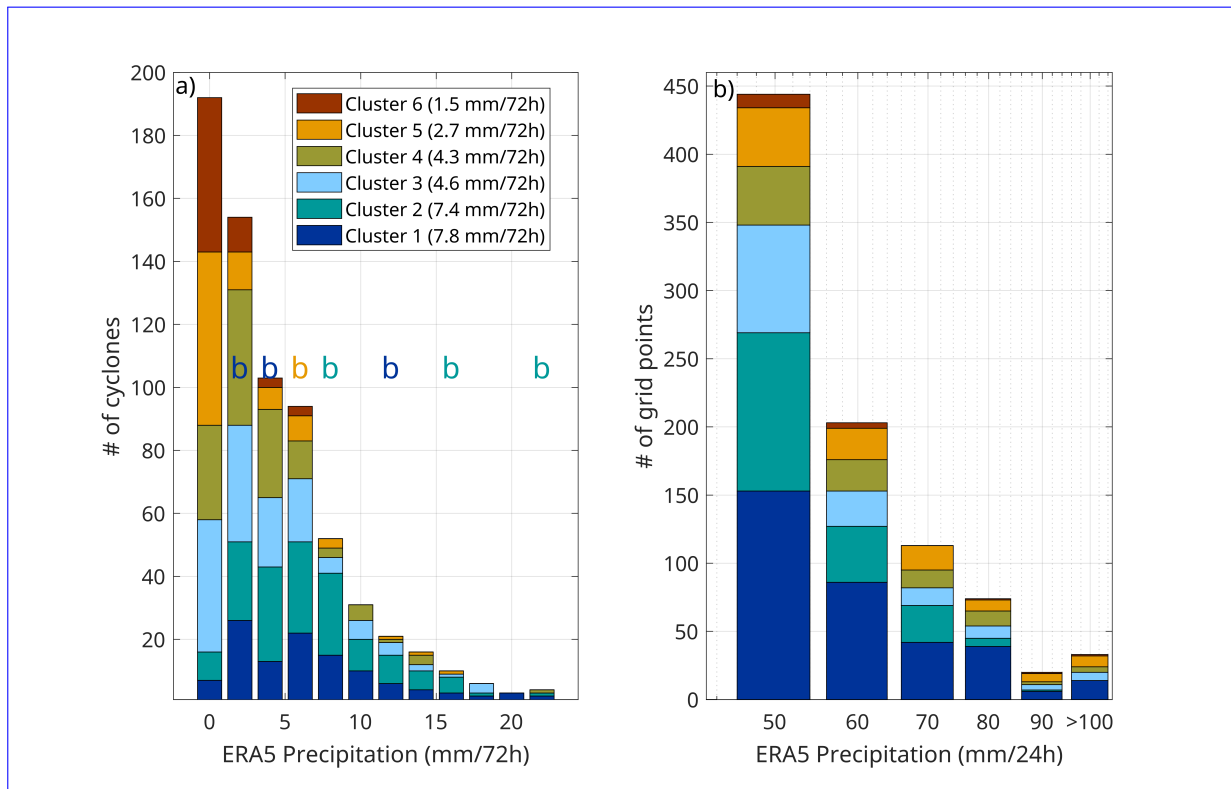 a)
200
180
160
140
120
100
80
60
40
20
# of cyclones
Cluster 6 (1.5 mm/72h)
Cluster 5 (2.7 mm/72h)
Cluster 4 (4.3 mm/72h)
Cluster 3 (4.6 mm/72h)
Cluster 2 (7.4 mm/72h)
Cluster 1 (7.8 mm/72h)
b b b b b b b
0 5 10 15 20
ERA5 Precipitation (mm/72h)
b)
450
400
350
300
250
200
150
100
50
0
# of grid points
50 60 70 80 90 >100
ERA5 Precipitation (mm/24h)